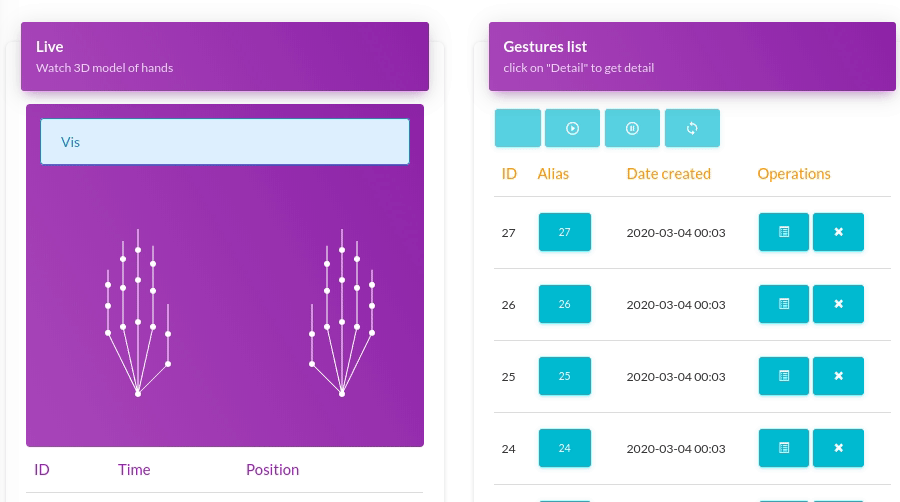 Live
Watch 3D model of hands
Vis
ID Time Position
Gestures list
click on "Detail" to get detail
ID Alias Date created Operations
27 27 2020-03-04 00:03
26 26 2020-03-04 00:03
25 25 2020-03-04 00:03
24 24 2020-03-04 00:03